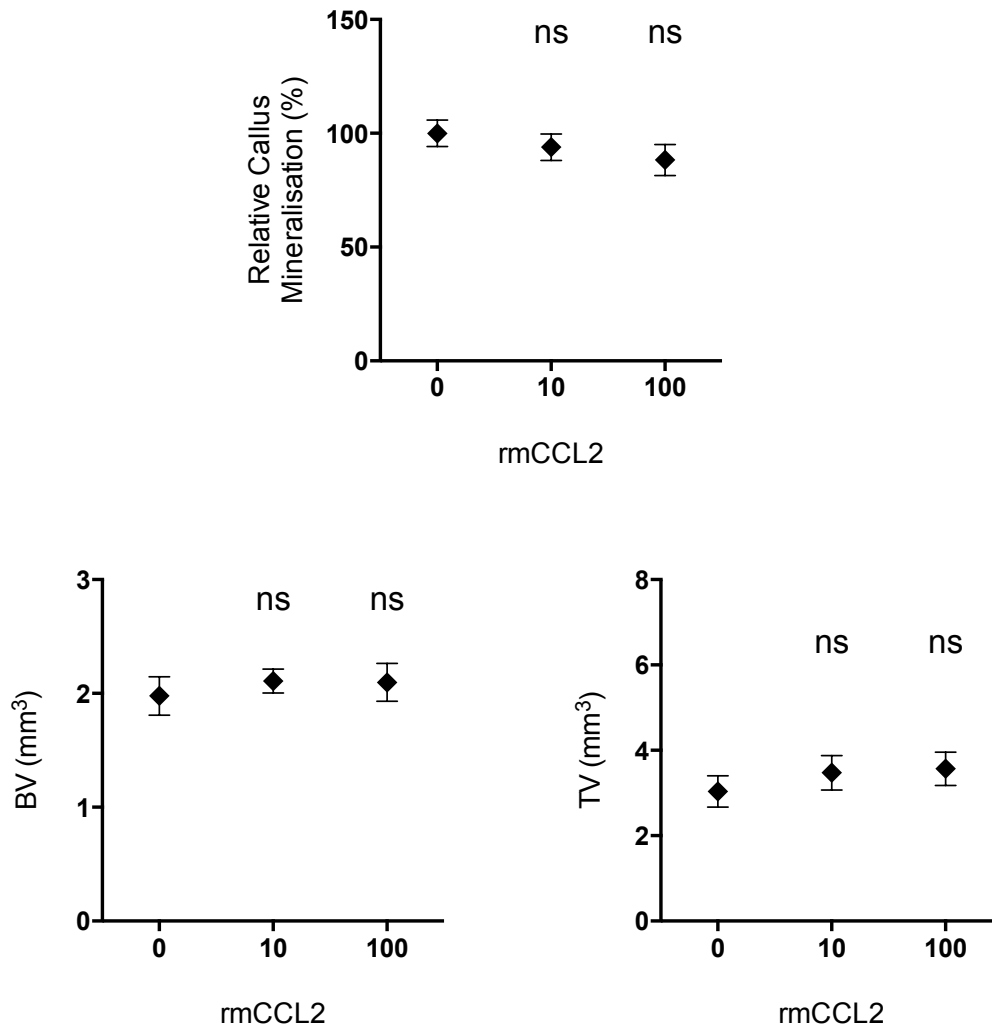 150
ns ns
Relative Callus
Mineralisation (%)
100
50
0
0 10 100
rmCCL2
3
ns ns
BV (mm³)
2
1
0
0 10 100
rmCCL2
8
ns ns
6
TV (mm³)
4
2
0
0 10 100
rmCCL2